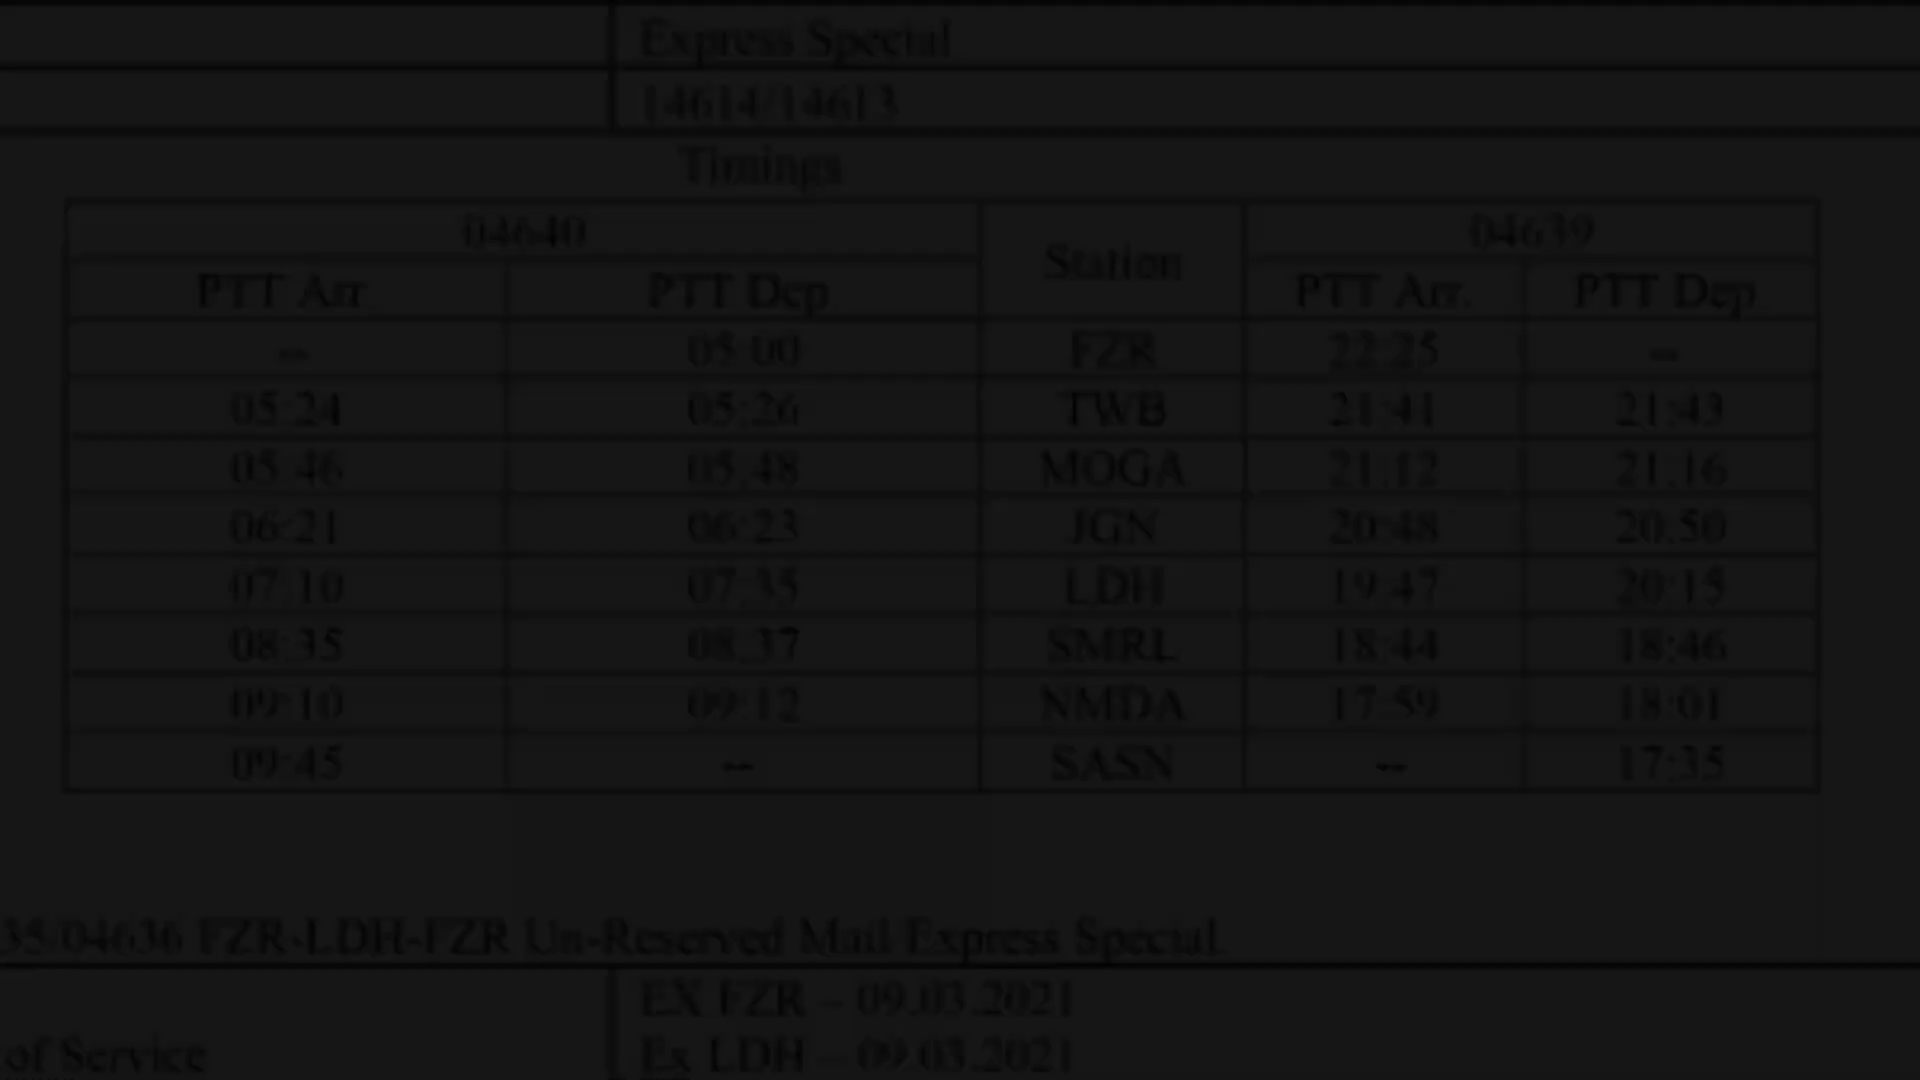 Express Special
14614/14613
Timings
04640 Station 04639
PTT Arr PTT Dep PTT Arr. PTT Dep
-- 05:00 FZR 22:25 --
05:24 05:26 TWB 21:41 21:43
05:46 05:48 MOGA 21:12 21:16
06:21 06:23 JGN 20:48 20:50
07:10 07:35 LDH 19:47 20:15
08:35 08:37 SMRL 18:44 18:46
09:10 09:12 NMDA 17:59 18:01
09:45 -- SASN -- 17:35
35/04636 FZR-LDH-FZR Un-Reserved Mail Express Special.
EX FZR – 09.03.2021
of Service Ex LDH – 09.03.2021